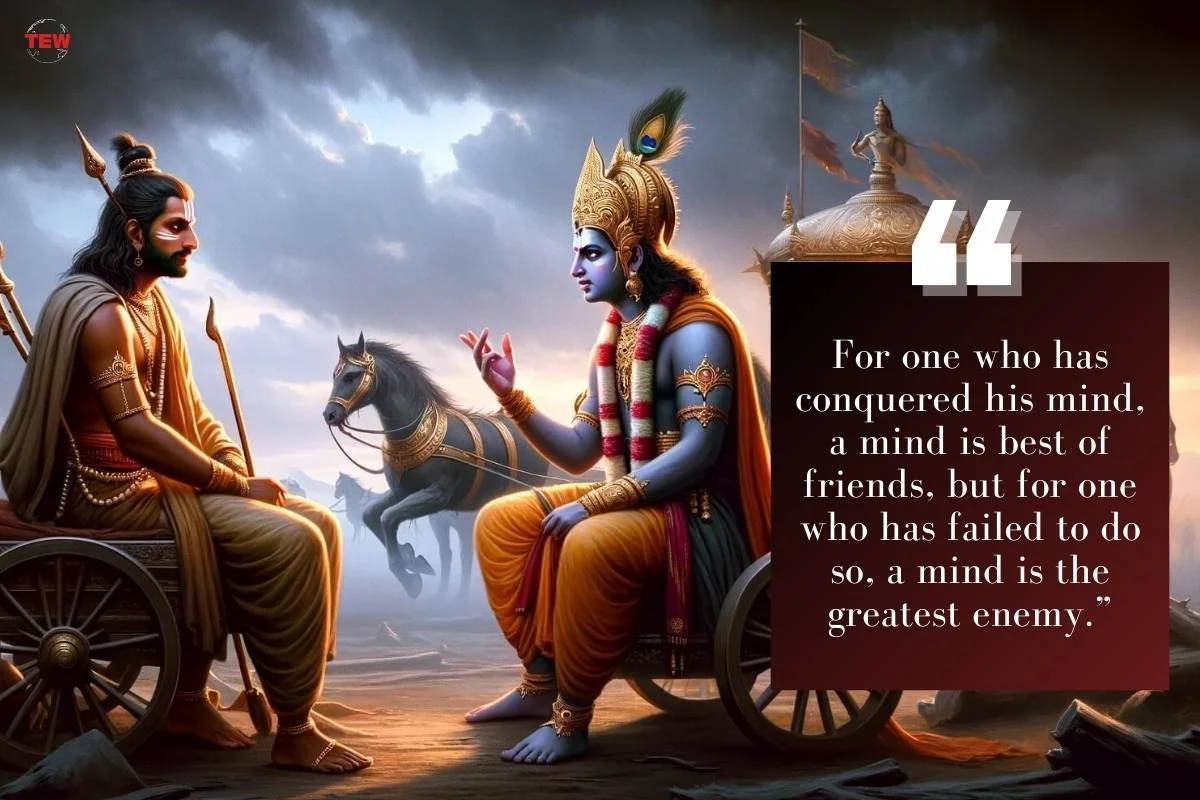 TEW
“
For one who has
conquered his mind,
a mind is best of
friends, but for one
who has failed to do
so, a mind is the
greatest enemy.”